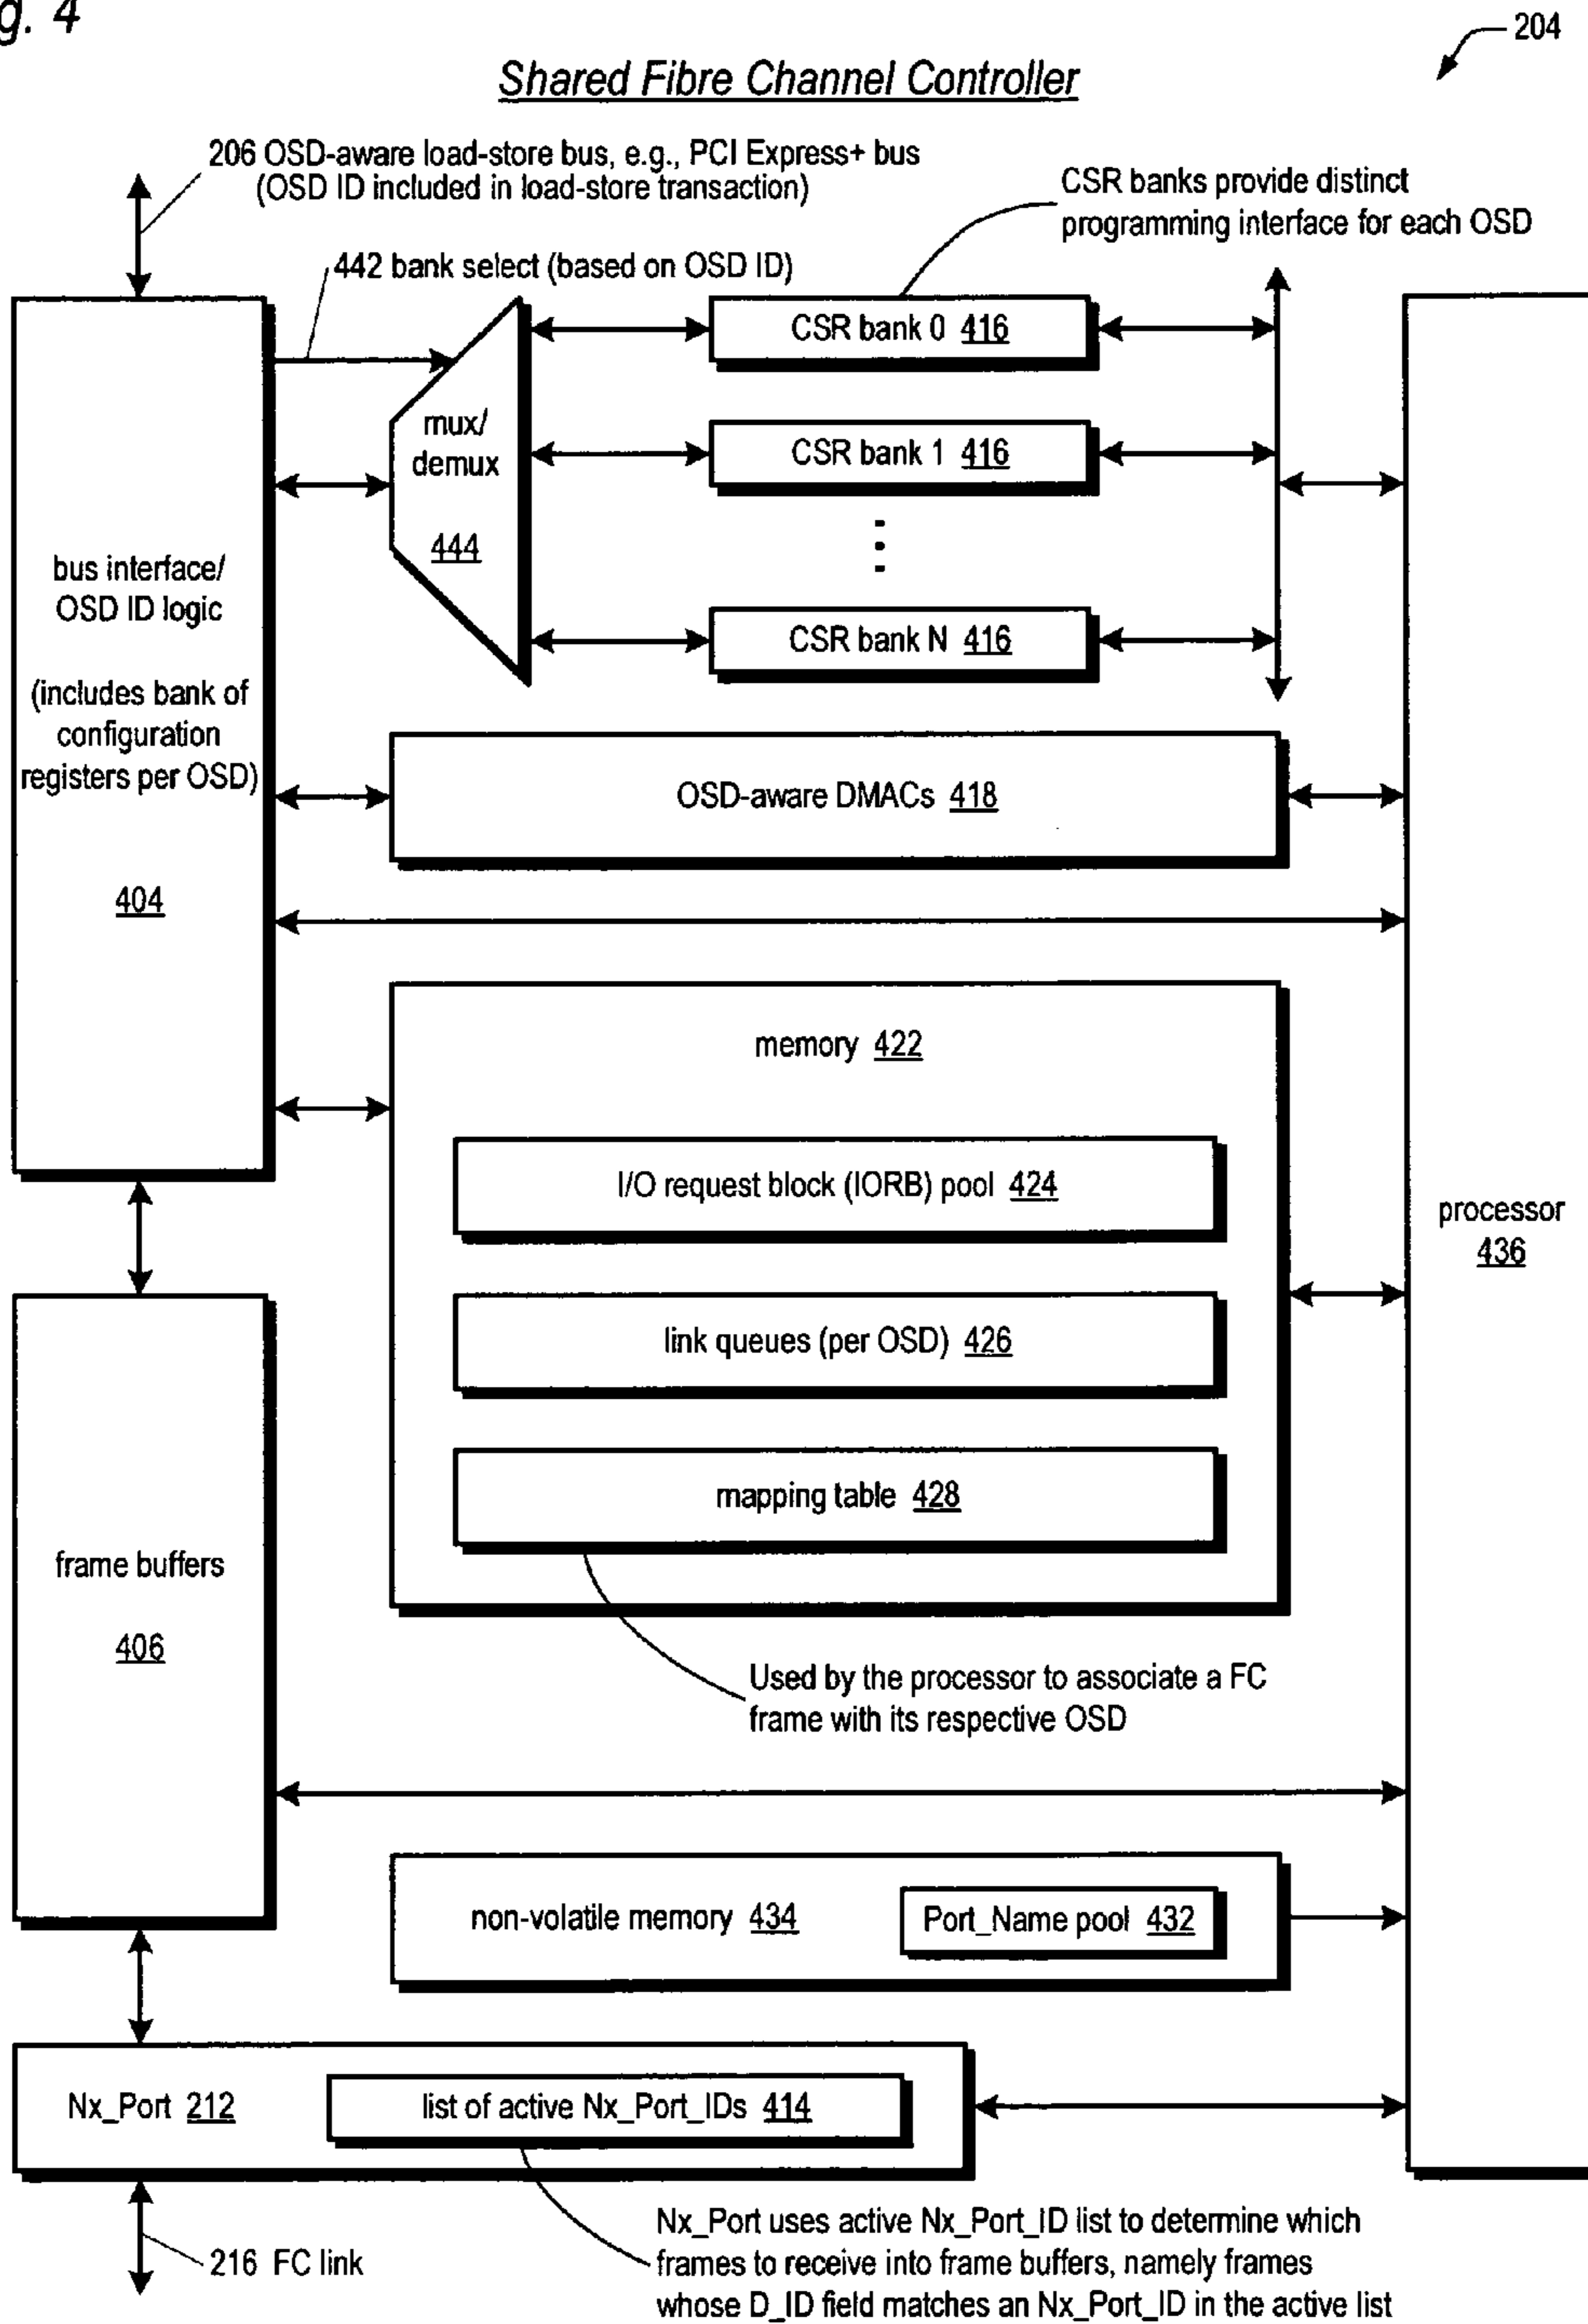 g. 4
204
Shared Fibre Channel Controller
206 OSD-aware load-store bus, e.g., PCI Express+ bus
(OSD ID included in load-store transaction)
CSR banks provide distinct
programming interface for each OSD
442 bank select (based on OSD ID)
CSR bank 0 416
mux/
demux
444
CSR bank 1 416
CSR bank N 416
bus interface/
OSD ID logic
(includes bank of
configuration
registers per OSD)
404
OSD-aware DMACs 418
memory 422
I/O request block (IORB) pool 424
link queues (per OSD) 426
mapping table 428
processor
436
frame buffers
406
Used by the processor to associate a FC
frame with its respective OSD
non-volatile memory 434
Port_Name pool 432
Nx_Port 212
list of active Nx_Port_IDs 414
216 FC link
Nx_Port uses active Nx_Port_ID list to determine which
frames to receive into frame buffers, namely frames
whose D_ID field matches an Nx_Port_ID in the active list